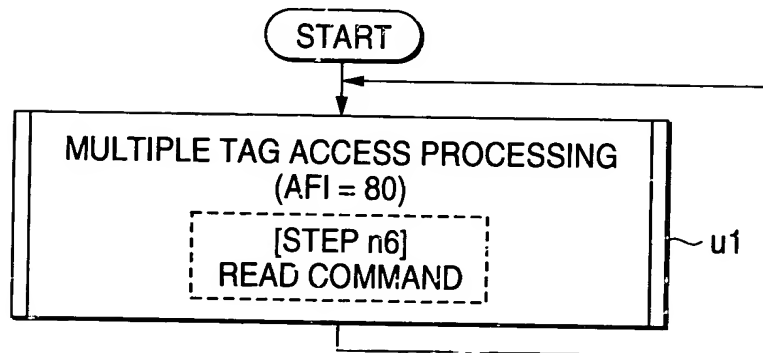 START
MULTIPLE TAG ACCESS PROCESSING
(AFI = 80)
[STEP n6]
READ COMMAND
u1